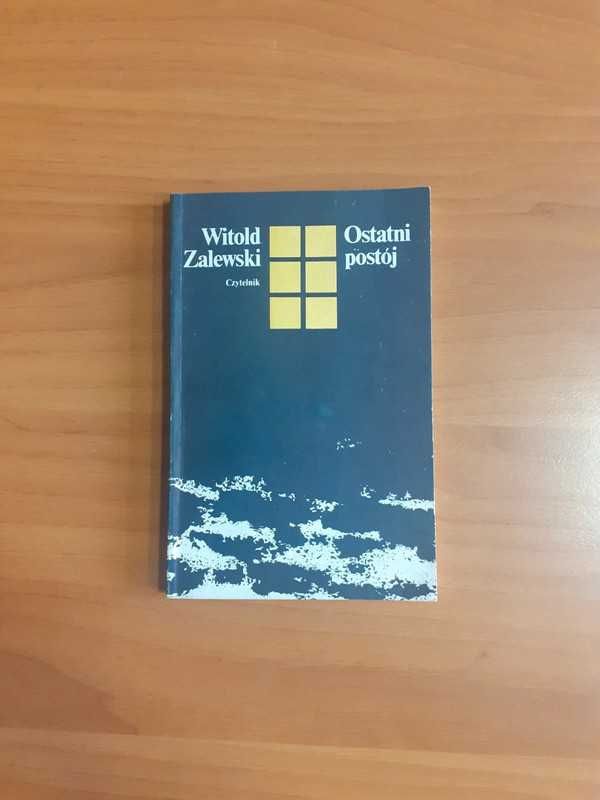 Witold
Zalewski
Czytelnik
Ostatni
postój